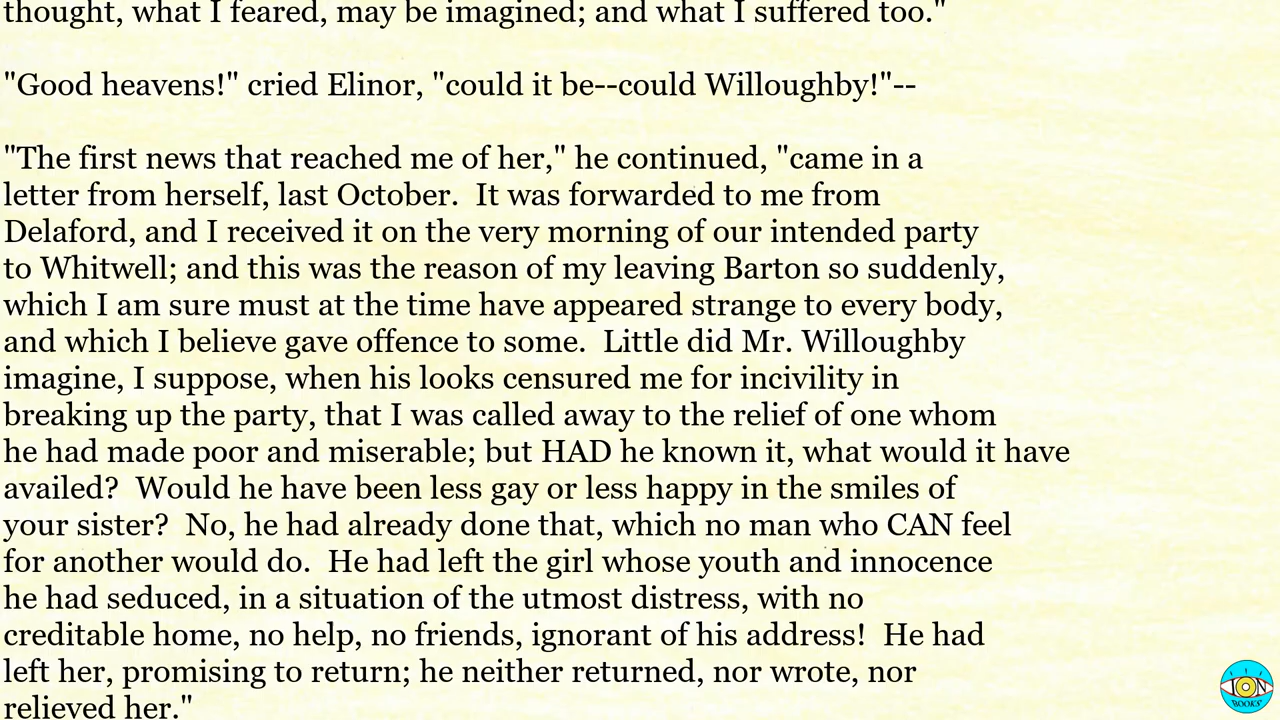 thought, what I feared, may be imagined; and what I suffered too."
"Good heavens!" cried Elinor, "could it be--could Willoughby!"--
"The first news that reached me of her," he continued, "came in a
letter from herself, last October.  It was forwarded to me from
Delaford, and I received it on the very morning of our intended party
to Whitwell; and this was the reason of my leaving Barton so suddenly,
which I am sure must at the time have appeared strange to every body,
and which I believe gave offence to some.  Little did Mr. Willoughby
imagine, I suppose, when his looks censured me for incivility in
breaking up the party, that I was called away to the relief of one whom
he had made poor and miserable; but HAD he known it, what would it have
availed?  Would he have been less gay or less happy in the smiles of
your sister?  No, he had already done that, which no man who CAN feel
for another would do.  He had left the girl whose youth and innocence
he had seduced, in a situation of the utmost distress, with no
creditable home, no help, no friends, ignorant of his address!  He had
left her, promising to return; he neither returned, nor wrote, nor
relieved her."
ION
BOOKS